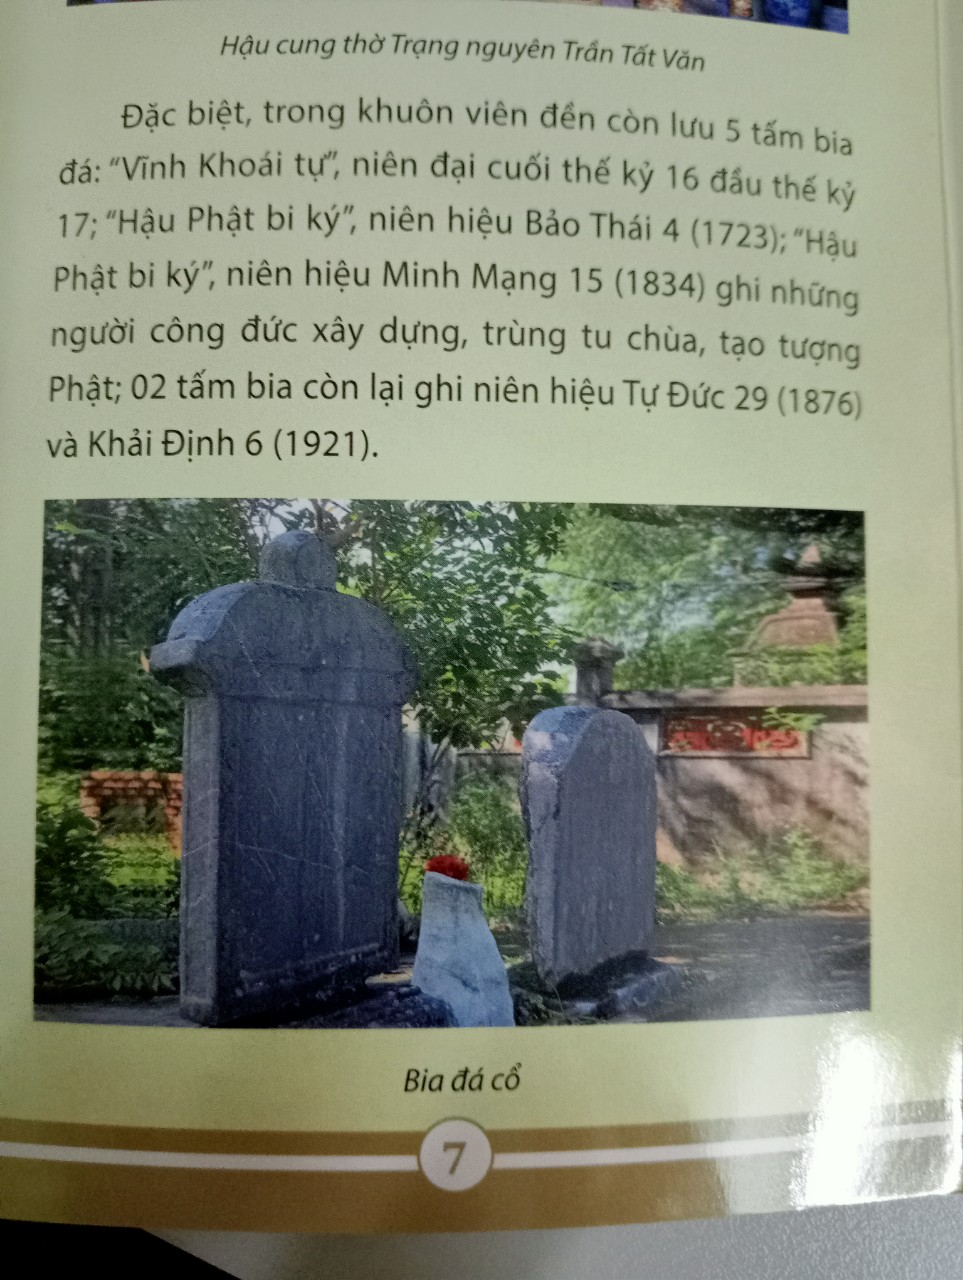 Hậu cung thờ Trạng nguyên Trần Tất Văn
Đặc biệt, trong khuôn viên đền còn lưu 5 tấm bia
đá: “Vĩnh Khoái tự”, niên đại cuối thế kỷ 16 đầu thế kỷ
17; “Hậu Phật bi ký”, niên hiệu Bảo Thái 4 (1723); “Hậu
Phật bi ký”, niên hiệu Minh Mạng 15 (1834) ghi những
người công đức xây dựng, trùng tu chùa, tạo tượng
Phật; 02 tấm bia còn lại ghi niên hiệu Tự Đức 29 (1876)
và Khải Định 6 (1921).
Bia đá cổ
7